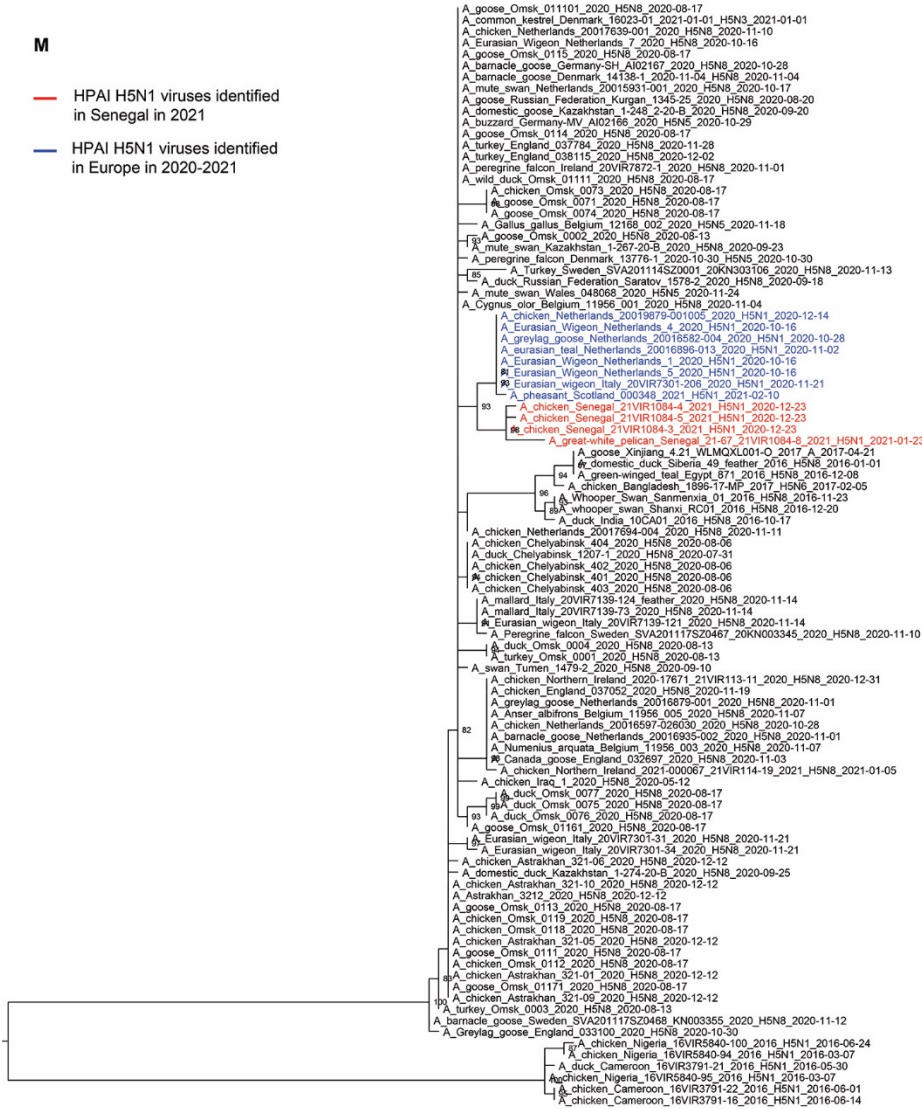 M
HPAI H5N1 viruses identified
in Senegal in 2021
HPAI H5N1 viruses identified
in Europe in 2020-2021
A_goose_Omsk_011101_2020_H5N8_2020-08-17
A_common_kestrel_Denmark_16023-01_2021-01-01_H5N3_2021-01-01
A_chicken_Netherlands_20017639-001_2020_H5N8_2020-11-10
A_Eurasian_Wigeon_Netherlands_7_2020_H5N8_2020-10-16
A_goose_Omsk_0115_2020_H5N8_2020-08-17
A_barnacle_goose_Germany-SH_AI02167_2020_H5N8_2020-10-28
A_barnacle_goose_Denmark_14138-1_2020-11-04_H5N8_2020-11-04
A_mute_swan_Netherlands_20015931-001_2020_H5N8_2020-10-17
A_goose_Russian_Federation_Kurgan_1345-25_2020_H5N8_2020-08-20
A_domestic_goose_Kazakhstan_1-248_2-20-B_2020_H5N8_2020-09-20
A_buzzard_Germany-MV_AI02166_2020_H5N5_2020-10-29
A_goose_Omsk_0114_2020_H5N8_2020-08-17
A_turkey_England_037784_2020_H5N8_2020-11-28
A_turkey_England_038115_2020_H5N8_2020-12-02
A_peregrine_falcon_Ireland_20VIR7872-1_2020_H5N8_2020-11-01
A_wild_duck_Omsk_01111_2020_H5N8_2020-08-17
A_chicken_Omsk_0073_2020_H5N8_2020-08-17
A_goose_Omsk_0071_2020_H5N8_2020-08-17
A_goose_Omsk_0074_2020_H5N8_2020-08-17
A_Gallus_gallus_Belgium_12168_002_2020_H5N5_2020-11-18
A_goose_Omsk_0002_2020_H5N8_2020-08-13
93
A_mute_swan_Kazakhstan_1-267-20-B_2020_H5N8_2020-09-23
A_peregrine_falcon_Denmark_13776-1_2020-10-30_H5N5_2020-10-30
A_Turkey_Sweden_SVA201114SZ0001_20KN303106_2020_H5N8_2020-11-13
85
A_duck_Russian_Federation_Saratov_1578-2_2020_H5N8_2020-09-18
A_mute_swan_Wales_048068_2020_H5N5_2020-11-24
A_Cygnus_olor_Belgium_11956_001_2020_H5N8_2020-11-04
A_chicken_Netherlands_20019879-001005_2020_H5N1_2020-12-14
A_Eurasian_Wigeon_Netherlands_4_2020_H5N1_2020-10-16
A_greylag_goose_Netherlands_20016582-004_2020_H5N1_2020-10-28
A_eurasian_teal_Netherlands_20016896-013_2020_H5N1_2020-11-02
A_Eurasian_Wigeon_Netherlands_1_2020_H5N1_2020-10-16
A_Eurasian_Wigeon_Netherlands_5_2020_H5N1_2020-10-16
A_Eurasian_wigeon_Italy_20VIR7301-206_2020_H5N1_2020-11-21
A_pheasant_Scotland_000348_2021_H5N1_2021-02-10
93
A_chicken_Senegal_21VIR1084-4_2021_H5N1_2020-12-23
A_chicken_Senegal_21VIR1084-5_2021_H5N1_2020-12-23
A_chicken_Senegal_21VIR1084-3_2021_H5N1_2020-12-23
A_great-white_pelican_Senegal_21-67_21VIR1084-8_2021_H5N1_2021-01-23
A_goose_Xinjiang_4.21_WLMQXL001-O_2017_A_2017-04-21
A_domestic_duck_Siberia_49_feather_2016_H5N8_2016-01-01
94
A_green-winged_teal_Egypt_871_2016_H5N8_2016-12-08
A_chicken_Bangladesh_1896-17-MP_2017_H5N6_2017-02-05
96
A_Whooper_Swan_Sanmenxia_01_2016_H5N8_2016-11-23
A_whooper_swan_Shanxi_RC01_2016_H5N8_2016-12-20
89
A_duck_India_10CA01_2016_H5N8_2016-10-17
A_chicken_Netherlands_20017694-004_2020_H5N8_2020-11-11
A_chicken_Chelyabinsk_404_2020_H5N8_2020-08-06
A_duck_Chelyabinsk_1207-1_2020_H5N8_2020-07-31
A_chicken_Chelyabinsk_402_2020_H5N8_2020-08-06
A_chicken_Chelyabinsk_401_2020_H5N8_2020-08-06
A_chicken_Chelyabinsk_403_2020_H5N8_2020-08-06
A_mallard_Italy_20VIR7139-124_feather_2020_H5N8_2020-11-14
A_mallard_Italy_20VIR7139-73_2020_H5N8_2020-11-14
A_Eurasian_wigeon_Italy_20VIR7139-121_2020_H5N8_2020-11-14
A_Peregrine_falcon_Sweden_SVA201117SZ0467_20KN003345_2020_H5N8_2020-11-10
A_duck_Omsk_0004_2020_H5N8_2020-08-13
A_turkey_Omsk_0001_2020_H5N8_2020-08-13
A_swan_Tumen_1479-2_2020_H5N8_2020-09-10
A_chicken_Northern_Ireland_2020-17671_21VIR113-11_2020_H5N8_2020-12-31
A_chicken_England_037052_2020_H5N8_2020-11-19
A_greylag_goose_Netherlands_20016879-001_2020_H5N8_2020-11-01
A_Anser_albifrons_Belgium_11956_005_2020_H5N8_2020-11-07
A_chicken_Netherlands_20016597-026030_2020_H5N8_2020-10-28
82
A_barnacle_goose_Netherlands_20016935-002_2020_H5N8_2020-11-01
A_Numenius_arquata_Belgium_11956_003_2020_H5N8_2020-11-07
A_Canada_goose_England_032697_2020_H5N8_2020-11-03
A_chicken_Northern_Ireland_2021-000067_21VIR114-19_2021_H5N8_2021-01-05
A_chicken_Iraq_1_2020_H5N8_2020-05-12
A_duck_Omsk_0077_2020_H5N8_2020-08-17
99
A_duck_Omsk_0075_2020_H5N8_2020-08-17
99
A_duck_Omsk_0076_2020_H5N8_2020-08-17
93
A_goose_Omsk_01161_2020_H5N8_2020-08-17
A_Eurasian_wigeon_Italy_20VIR7301-31_2020_H5N8_2020-11-21
97
A_Eurasian_wigeon_Italy_20VIR7301-34_2020_H5N8_2020-11-21
A_chicken_Astrakhan_321-06_2020_H5N8_2020-12-12
A_domestic_duck_Kazakhstan_1-274-20-B_2020_H5N8_2020-09-25
A_chicken_Astrakhan_321-10_2020_H5N8_2020-12-12
A_Astrakhan_3212_2020_H5N8_2020-12-12
A_goose_Omsk_0113_2020_H5N8_2020-08-17
A_chicken_Omsk_0119_2020_H5N8_2020-08-17
A_chicken_Omsk_0118_2020_H5N8_2020-08-17
A_chicken_Astrakhan_321-05_2020_H5N8_2020-12-12
A_goose_Omsk_0111_2020_H5N8_2020-08-17
A_chicken_Omsk_0112_2020_H5N8_2020-08-17
A_chicken_Astrakhan_321-01_2020_H5N8_2020-12-12
83
A_goose_Omsk_01171_2020_H5N8_2020-08-17
A_chicken_Astrakhan_321-09_2020_H5N8_2020-12-12
100
A_turkey_Omsk_0003_2020_H5N8_2020-08-13
A_barnacle_goose_Sweden_SVA201117SZ0468_KN003355_2020_H5N8_2020-11-12
A_Greylag_goose_England_033100_2020_H5N8_2020-10-30
A_chicken_Nigeria_16VIR5840-100_2016_H5N1_2016-06-24
87
A_chicken_Nigeria_16VIR5840-94_2016_H5N1_2016-03-07
A_duck_Cameroon_16VIR3791-21_2016_H5N1_2016-05-30
A_chicken_Nigeria_16VIR5840-95_2016_H5N1_2016-03-07
100
A_chicken_Cameroon_16VIR3791-22_2016_H5N1_2016-06-01
A_chicken_Cameroon_16VIR3791-16_2016_H5N1_2016-06-14